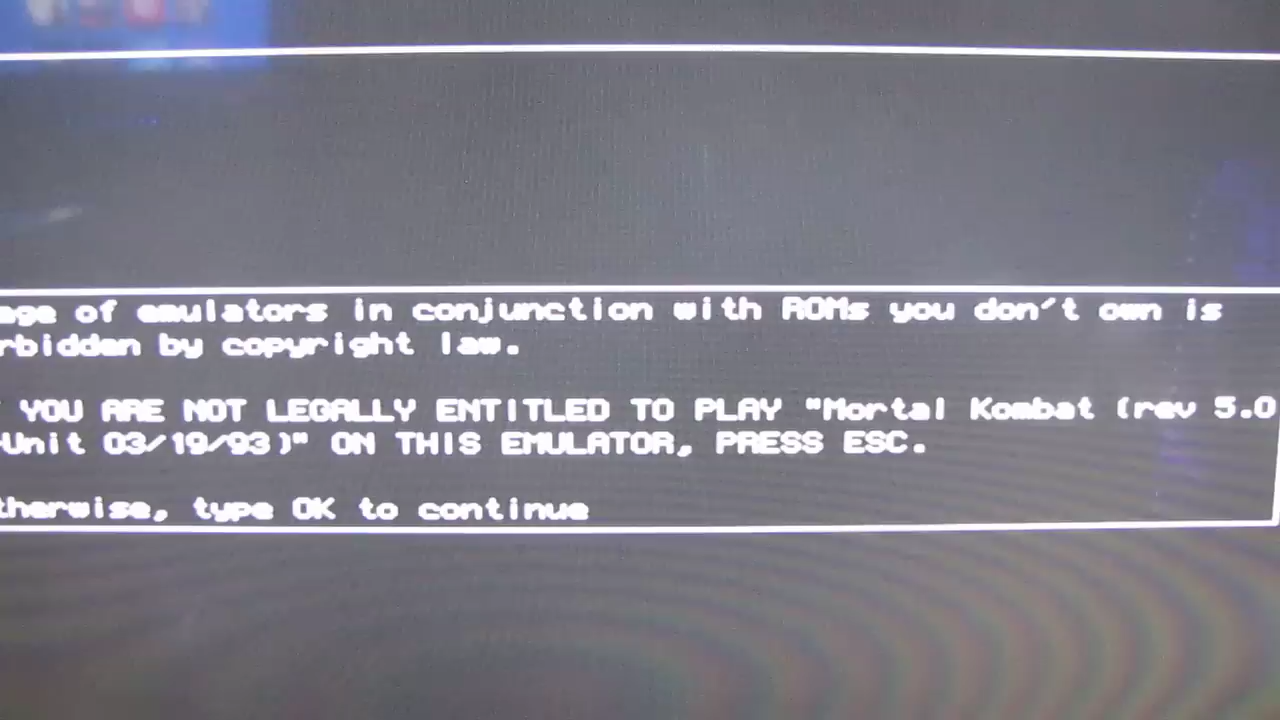 age of emulators in conjunction with ROMs you don't own is
rbidden by copyright law.
YOU ARE NOT LEGALLY ENTITLED TO PLAY "Mortal Kombat (rev 5.0
-Unit 03/19/93)" ON THIS EMULATOR, PRESS ESC.
therwise, type OK to continue